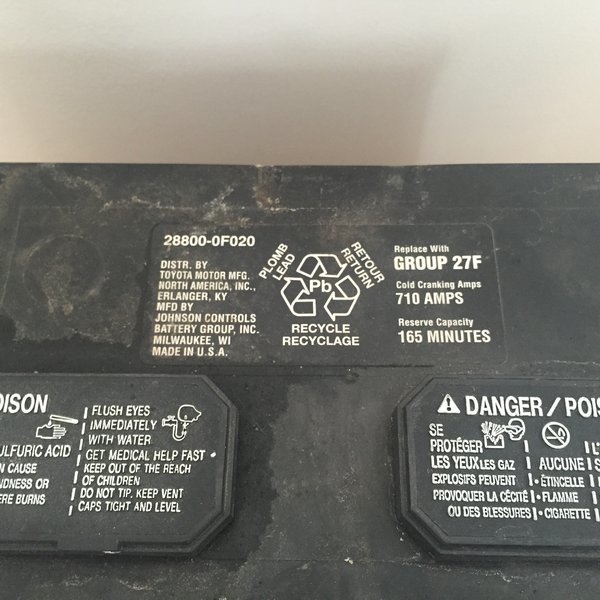 28800-0F020
DISTR. BY
TOYOTA MOTOR MFG.
NORTH AMERICA, INC.,
ERLANGER, KY
MFD BY
JOHNSON CONTROLS
BATTERY GROUP, INC.
MILWAUKEE, WI
MADE IN U.S.A.
PLOMB
LEAD
RETOUR
RETURN
Pb
RECYCLE
RECYCLAGE
Replace With
GROUP 27F
Cold Cranking Amps
710 AMPS
Reserve Capacity
165 MINUTES
OISON
ULFURIC ACID
N CAUSE
NDNESS OR
ERE BURNS
FLUSH EYES
IMMEDIATELY
WITH WATER
GET MEDICAL HELP FAST
KEEP OUT OF THE REACH
OF CHILDREN
DO NOT TIP. KEEP VENT
CAPS TIGHT AND LEVEL
DANGER / POIS
SE
PROTÉGER
LES YEUX LES GAZ
EXPLOSIFS PEUVENT
PROVOQUER LA CÉCITÉ
OU DES BLESSURES
AUCUNE
• ÉTINCELLE
• FLAMME
• CIGARETTE